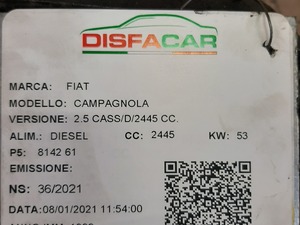 DISFACAR
MARCA: FIAT
MODELLO: CAMPAGNOLA
VERSIONE: 2.5 CASS/D/2445 CC.
ALIM.: DIESEL CC: 2445 KW: 53
P5: 8142 61
EMISSIONE:
NS: 36/2021
DATA:08/01/2021 11:54:00